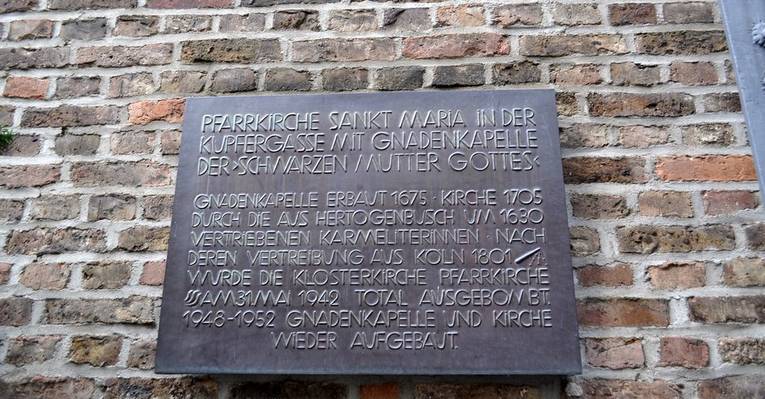 PFARRKIRCHE SANKT MARIA IN DER
KUPFERGASSE MIT GNADENKAPELLE
DER ›SCHWARZEN MUTTER GOTTES‹
GNADENKAPELLE ERBAUT 1675 · KIRCHE 1705
DURCH DIE AUS HERTOGENBUSCH UM 1630
VERTRIEBENEN KARMELITERINNEN · NACH
DEREN VERTREIBUNG AUS KÖLN 1801
WURDE DIE KLOSTERKIRCHE PFARRKIRCHE
AM 31 MAI 1942 TOTAL AUSGEBOMBT.
1948-1952 GNADENKAPELLE UND KIRCHE
WIEDER AUFGEBAUT.